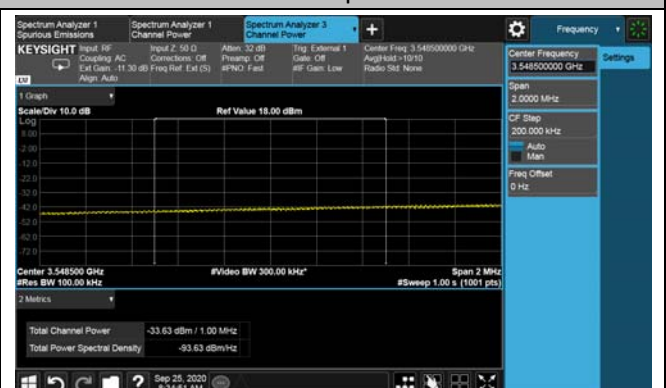 Spectrum Analyzer 1
Spurious Emissions
Spectrum Analyzer 1
Channel Power
Spectrum Analyzer 3
Channel Power
+
Frequency
KEYSIGHT
Input: RF
Coupling: AC
Ext Gain: -11.30 dB
Align: Auto
Input Z: 50 Ω
Corrections: Off
Freq Ref: Ext (S)
Atten: 32 dB
Preamp: Off
#PNO: Fast
Trig: External 1
Gate: Off
#IF Gain: Low
Center Freq: 3.548500000 GHz
Avg|Hold:>10/10
Radio Std: None
LXI
1 Graph
Scale/Div 10.0 dB
Ref Value 18.00 dBm
Log
8.00
-2.00
-12.0
-22.0
-32.0
-42.0
-52.0
-62.0
-72.0
Center 3.548500 GHz
#Video BW 300.00 kHz*
Span 2 MHz
#Res BW 100.00 kHz
#Sweep 1.00 s (1001 pts)
2 Metrics
Total Channel Power
-33.63 dBm / 1.00 MHz
Total Power Spectral Density
-93.63 dBm/Hz
Center Frequency
3.548500000 GHz
Settings
Span
2.0000 MHz
CF Step
200.000 kHz
Auto
Man
Freq Offset
0 Hz
?
Sep 25, 2020